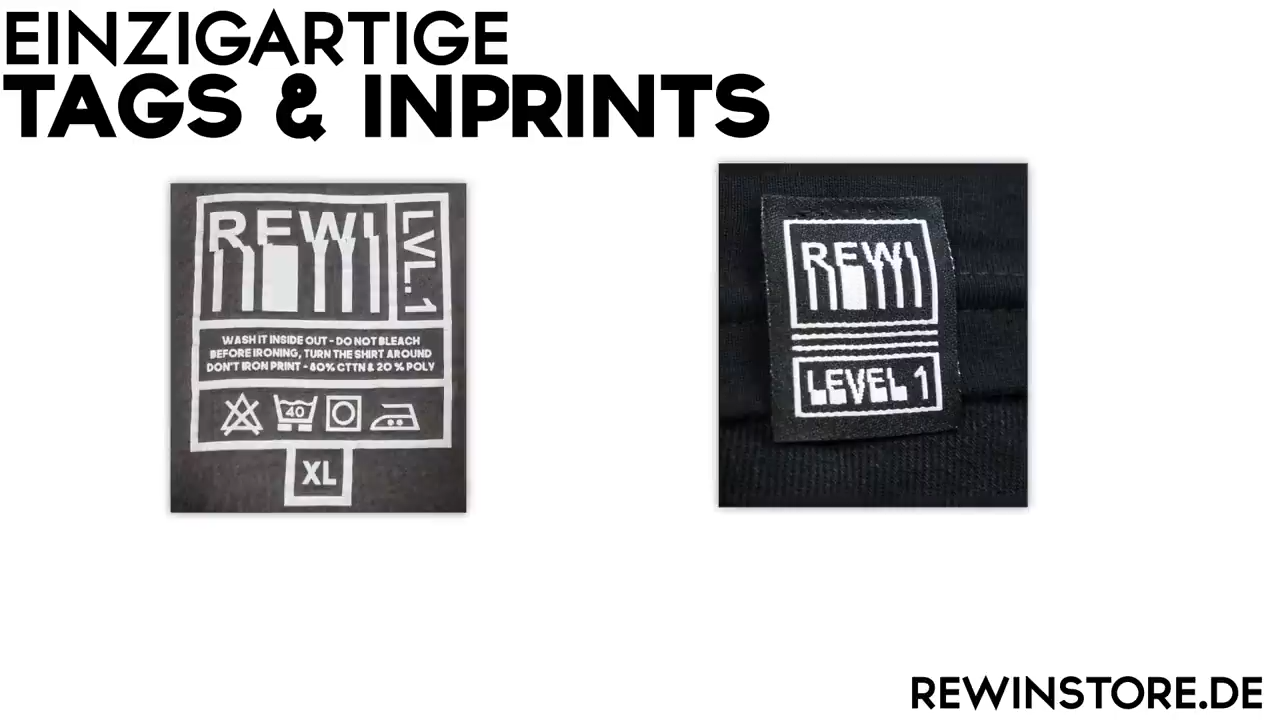 EINZIGARTIGE
TAGS & INPRINTS
REWI
LVL.1
WASH IT INSIDE OUT - DO NOT BLEACH
BEFORE IRONING, TURN THE SHIRT AROUND
DON'T IRON PRINT - 80% CTTN & 20 % POLY
40
XL
REWI
LEVEL 1
REWINSTORE.DE